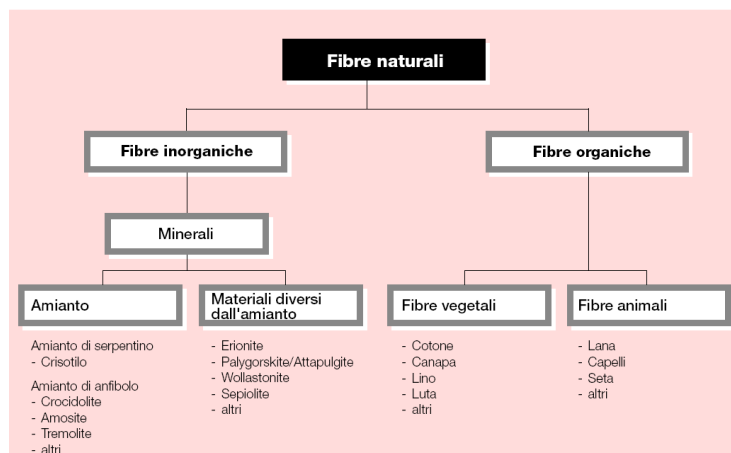 Fibre naturali
Fibre inorganiche
Fibre organiche
Minerali
Amianto
Materiali diversi
dall'amianto
Fibre vegetali
Fibre animali
Amianto di serpentino
- Crisotilo
Amianto di anfibolo
- Crocidolite
- Amosite
- Tremolite
- altri
- Erionite
- Palygorskite/Attapulgite
- Wollastonite
- Sepiolite
- altri
- Cotone
- Canapa
- Lino
- Luta
- altri
- Lana
- Capelli
- Seta
- altri